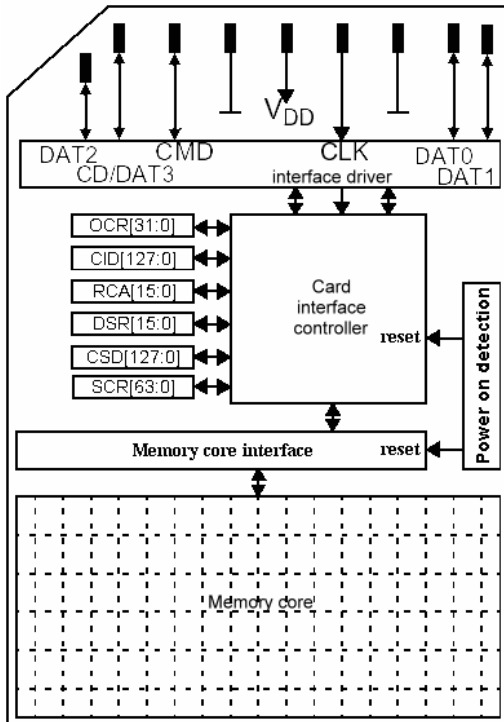 VDD
DAT2 CMD CLK DAT0
CD/DAT3 interface driver DAT1
OCR[31:0]
CID[127:0]
RCA[15:0]
DSR[15:0]
CSD[127:0]
SCR[63:0]
Card
interface
controller
reset
Power on detection
Memory core interface reset
Memory core